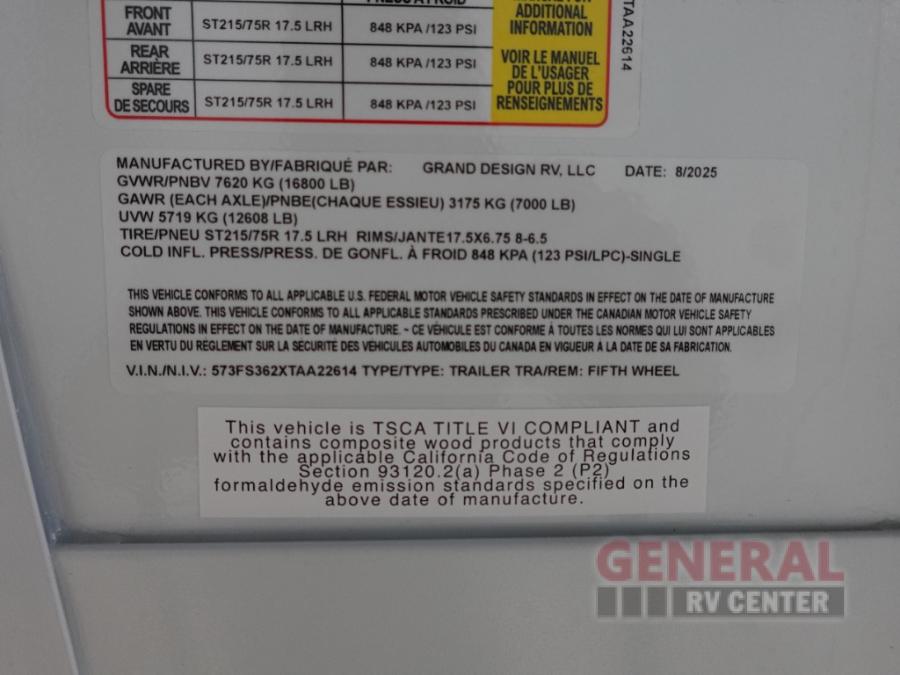 FRONT
AVANT
ST215/75R 17.5 LRH
848 KPA /123 PSI
REAR
ARRIÈRE
ST215/75R 17.5 LRH
848 KPA /123 PSI
SPARE
DE SECOURS
ST215/75R 17.5 LRH
848 KPA /123 PSI
ADDITIONAL
INFORMATION
VOIR LE MANUEL
DE L'USAGER
POUR PLUS DE
RENSEIGNEMENTS
TAA22614
MANUFACTURED BY/FABRIQUÉ PAR: GRAND DESIGN RV, LLC DATE: 8/2025
GVWR/PNBV 7620 KG (16800 LB)
GAWR (EACH AXLE)/PNBE(CHAQUE ESSIEU) 3175 KG (7000 LB)
UVW 5719 KG (12608 LB)
TIRE/PNEU ST215/75R 17.5 LRH RIMS/JANTE17.5X6.75 8-6.5
COLD INFL. PRESS/PRESS. DE GONFL. À FROID 848 KPA (123 PSI/LPC)-SINGLE
THIS VEHICLE CONFORMS TO ALL APPLICABLE U.S. FEDERAL MOTOR VEHICLE SAFETY STANDARDS IN EFFECT ON THE DATE OF MANUFACTURE
SHOWN ABOVE. THIS VEHICLE CONFORMS TO ALL APPLICABLE STANDARDS PRESCRIBED UNDER THE CANADIAN MOTOR VEHICLE SAFETY
REGULATIONS IN EFFECT ON THE DATE OF MANUFACTURE. ~ CE VÉHICULE EST CONFORME À TOUTES LES NORMES QUI LUI SONT APPLICABLES
EN VERTU DU RÈGLEMENT SUR LA SÉCURITÉ DES VÉHICULES AUTOMOBILES DU CANADA EN VIGUEUR À LA DATE DE SA FABRICATION.
V.I.N./N.I.V.: 573FS362XTAA22614 TYPE/TYPE: TRAILER TRA/REM: FIFTH WHEEL
This vehicle is TSCA TITLE VI COMPLIANT and
contains composite wood products that comply
with the applicable California Code of Regulations
Section 93120.2(a) Phase 2 (P2)
formaldehyde emission standards specified on the
above date of manufacture.
GENERAL
RV CENTER